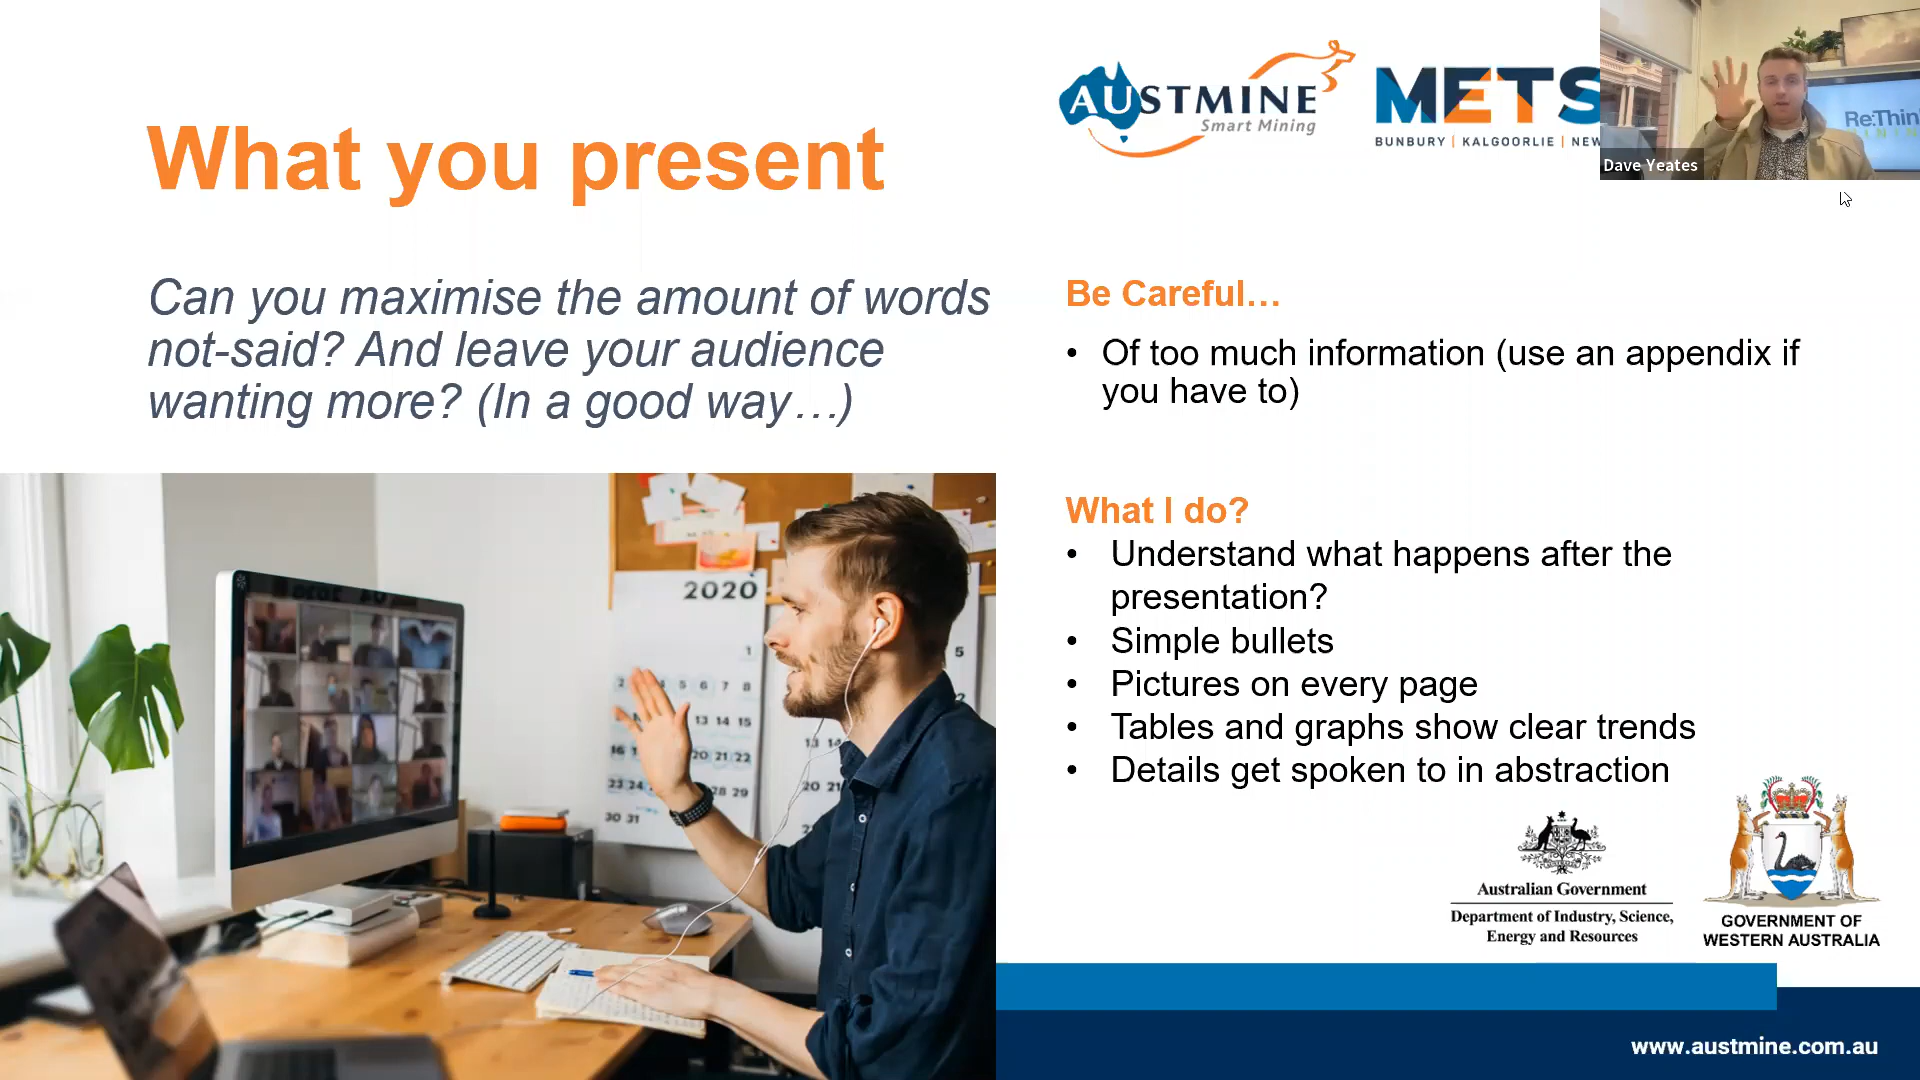 What you present
AUSTMINE
Smart Mining
METS
BUNBURY | KALGOORLIE | NEW
Dave Yeates
Can you maximise the amount of words
not-said? And leave your audience
wanting more? (In a good way…)
Be Careful…
• Of too much information (use an appendix if
you have to)
What I do?
• Understand what happens after the
presentation?
• Simple bullets
• Pictures on every page
• Tables and graphs show clear trends
• Details get spoken to in abstraction
2020
Australian Government
Department of Industry, Science,
Energy and Resources
GOVERNMENT OF
WESTERN AUSTRALIA
www.austmine.com.au